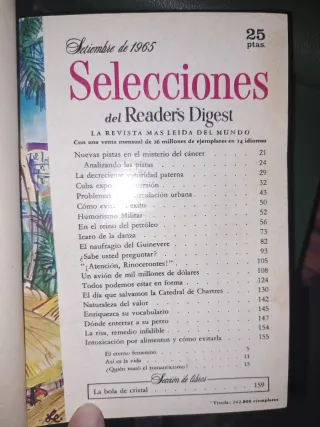 Setiembre de 1965
25
ptas.
Selecciones
del Reader's Digest
LA REVISTA MAS LEIDA DEL MUNDO
Con una venta mensual de 26 millones de ejemplares en 14 idiomas
Nuevas pistas en el misterio del cáncer 21
Analizando las pistas 24
La decreciente autoridad paterna 29
Cuba exporta subversión 32
Problemas circulación urbana 43
Cómo éxito 50
Humorismo Militar 52
En el reino del petróleo 56
Icaro de la danza 73
El naufragio del Guinevere 82
¿Sabe usted preguntar? 93
"¡Atención, Rinocerontes!" 105
Un avión de mil millones de dólares 108
Todos podemos estar en forma 124
El día que salvamos la Catedral de Chartres 130
Naturaleza del valor 142
Enriquezca su vocabulario 145
Dónde enterrar a su perro 147
La risa, remedio infalible 154
Intoxicación por alimentos y cómo evitarla 155
El eterno femenino 5
Así es la vida 11
¿Quién mató el romanticismo? 15
Sección de libros
La bola de cristal 159